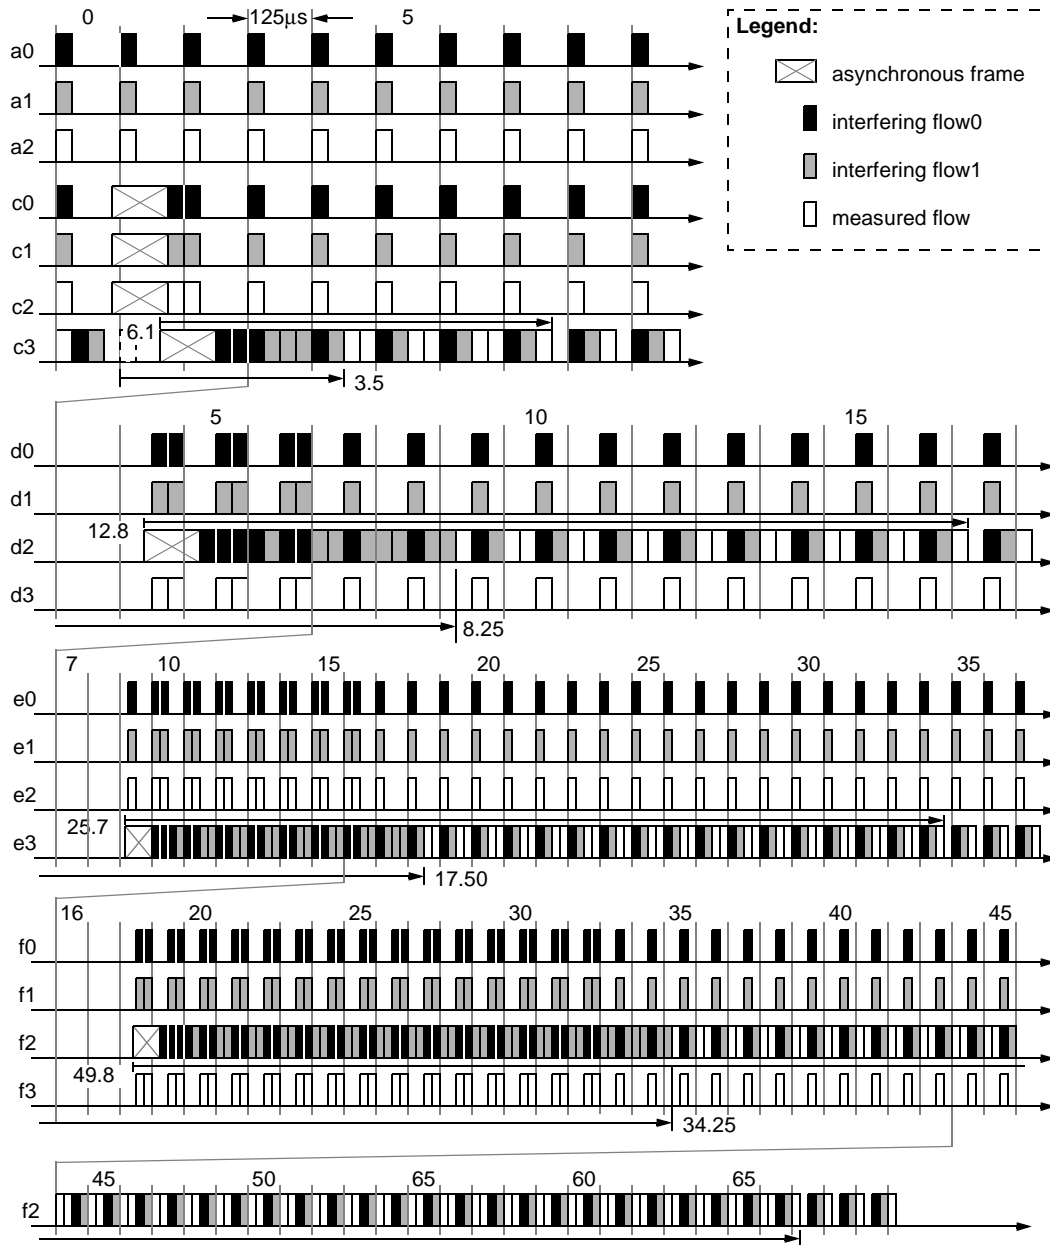 0 125μs 5
Legend:
a0
asynchronous frame
a1
interfering flow0
a2
interfering flow1
c0
measured flow
c1
c2
c3 6.1
3.5
5 10 15
d0
d1
12.8
d2
d3
8.25
7 10 15 20 25 30 35
e0
e1
e2
25.7
e3
17.50
16 20 25 30 35 40 45
f0
f1
f2
49.8
f3
34.25
45 50 65 60 65
f2